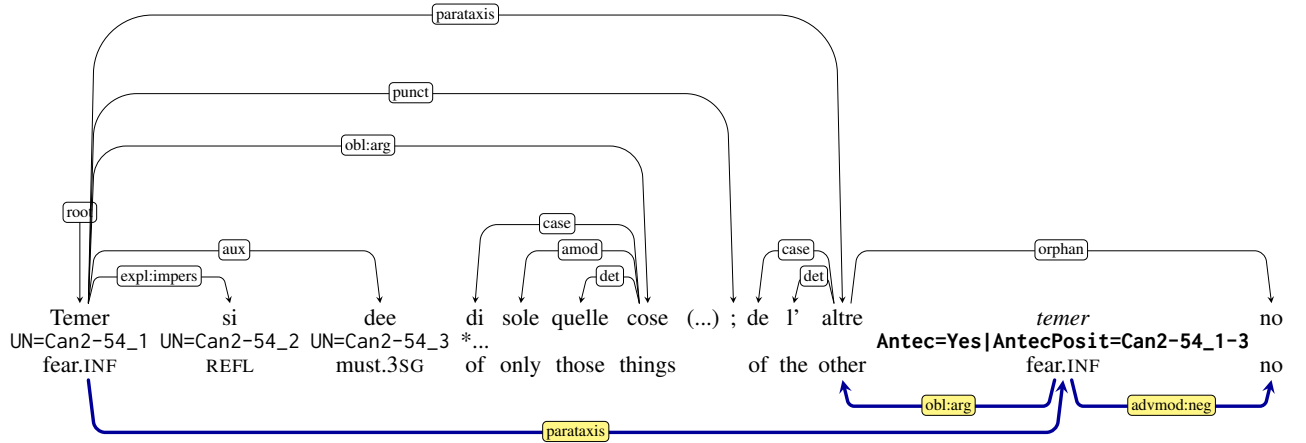 parataxis
punct
obl:arg
root
case
aux amod case orphan
expl:impers det det
Temer si dee di sole quelle cose (...) ; de l' altre temer no
UN=Can2-54_1 UN=Can2-54_2 UN=Can2-54_3 *... Antec=Yes|AntecPosit=Can2-54_1-3
fear.INF REFL must.3SG of only those things of the other fear.INF no
obl:arg advmod:neg
parataxis